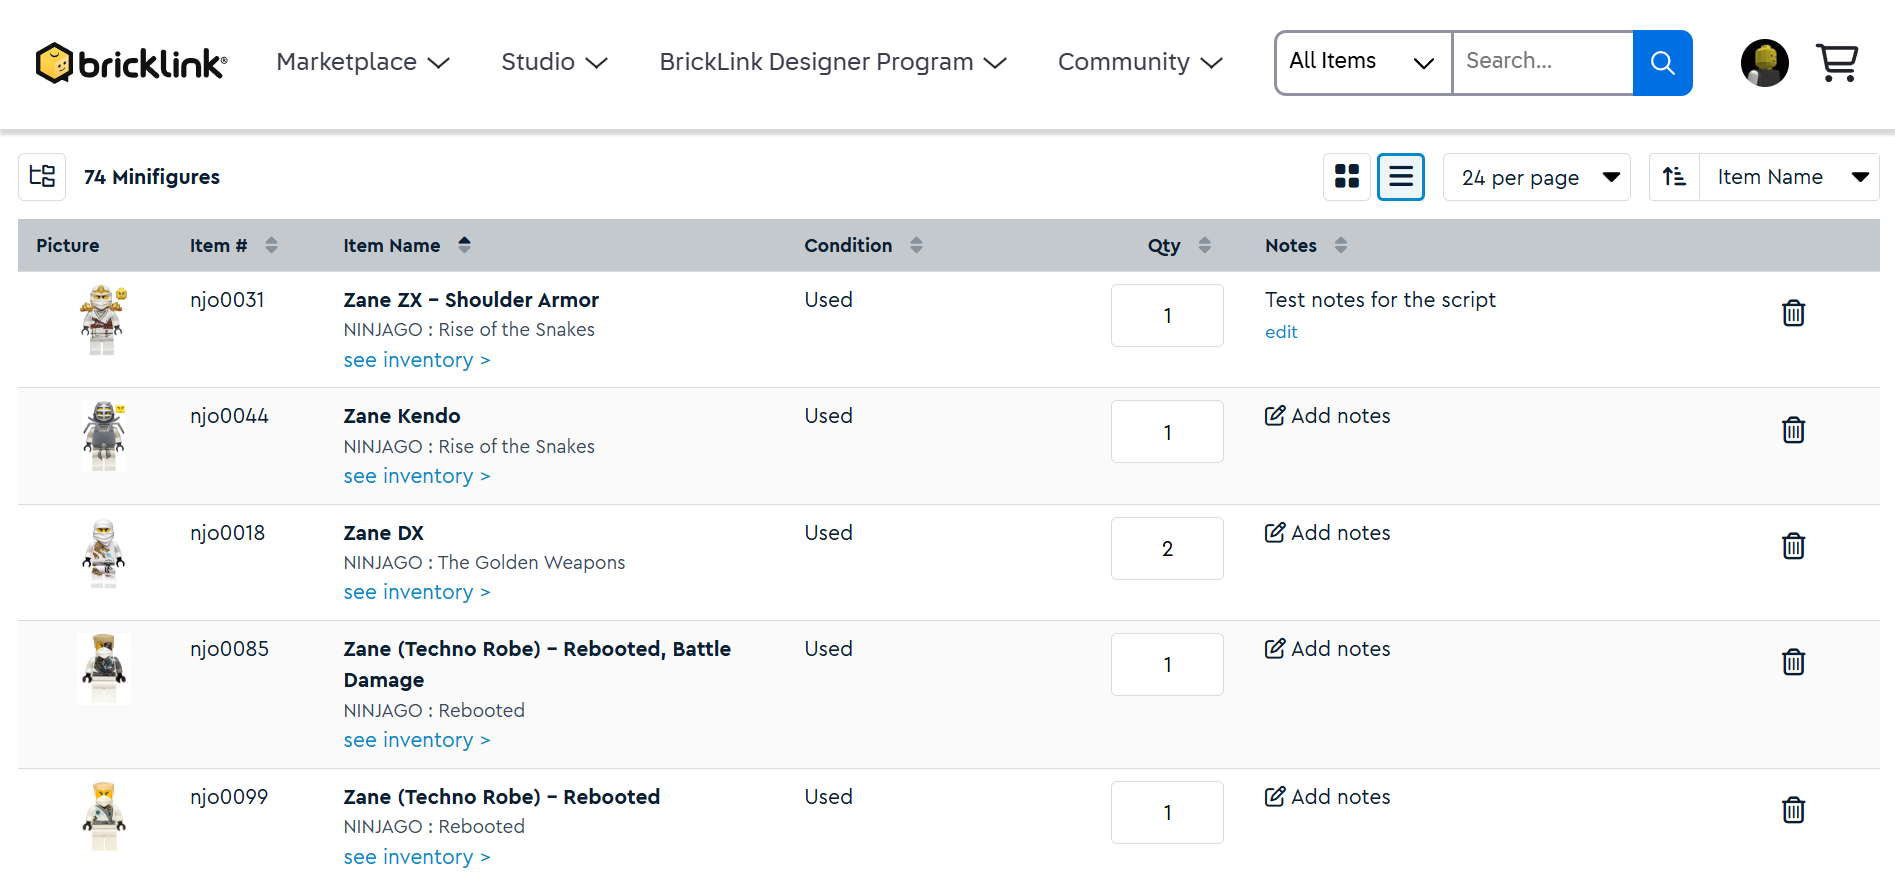 bricklink®
Marketplace
Studio
BrickLink Designer Program
Community
All Items
Search...
74 Minifigures
24 per page
Item Name
Picture
Item #
Item Name
Condition
Qty
Notes
njo0031
Zane ZX – Shoulder Armor
NINJAGO : Rise of the Snakes
see inventory >
Used
1
Test notes for the script
edit
njo0044
Zane Kendo
NINJAGO : Rise of the Snakes
see inventory >
Used
1
Add notes
njo0018
Zane DX
NINJAGO : The Golden Weapons
see inventory >
Used
2
Add notes
njo0085
Zane (Techno Robe) – Rebooted, Battle
Damage
NINJAGO : Rebooted
see inventory >
Used
1
Add notes
njo0099
Zane (Techno Robe) – Rebooted
NINJAGO : Rebooted
see inventory >
Used
1
Add notes